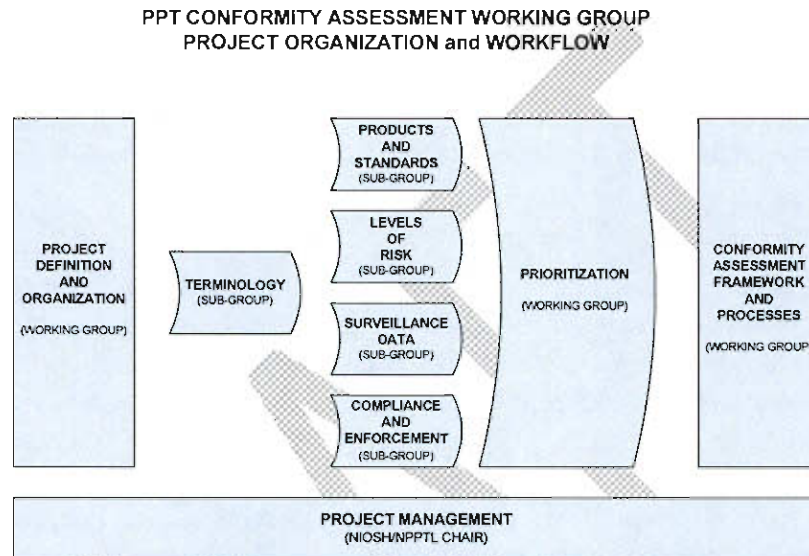 PPT CONFORMITY ASSESSMENT WORKING GROUP
PROJECT ORGANIZATION and WORKFLOW
PROJECT
DEFINITION
AND
ORGANIZATION
(WORKING GROUP)
TERMINOLOGY
(SUB-GROUP)
PRODUCTS
AND
STANDARDS
(SUB-GROUP)
LEVELS
OF
RISK
(SUB-GROUP)
SURVEILLANCE
DATA
(SUB-GROUP)
COMPLIANCE
AND
ENFORCEMENT
(SUB-GROUP)
PRIORITIZATION
(WORKING GROUP)
CONFORMITY
ASSESSMENT
FRAMEWORK
AND
PROCESSES
(WORKING GROUP
PROJECT MANAGEMENT
(NIOSH/NPPTL CHAIR)